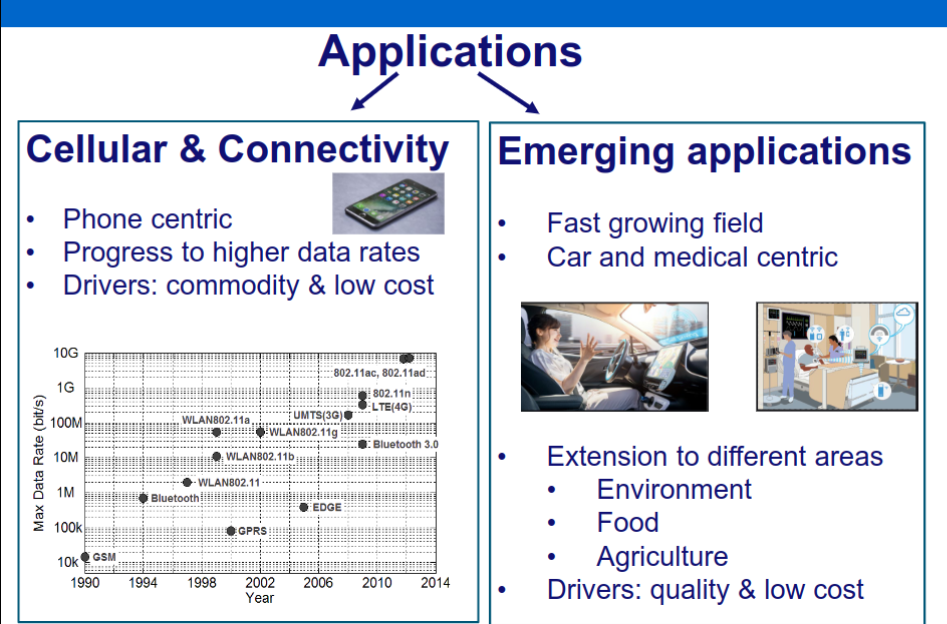 Applications
Cellular & Connectivity
• Phone centric
• Progress to higher data rates
• Drivers: commodity & low cost
Max Data Rate (bit/s)
10G
1G
100M
10M
1M
100k
10k
802.11ac, 802.11ad
802.11n
LTE(4G)
UMTS(3G)
WLAN802.11a
WLAN802.11g
Bluetooth 3.0
WLAN802.11b
WLAN802.11
Bluetooth
EDGE
GPRS
GSM
1990 1994 1998 2002 2006 2010 2014
Year
Emerging applications
• Fast growing field
• Car and medical centric
• Extension to different areas
• Environment
• Food
• Agriculture
• Drivers: quality & low cost